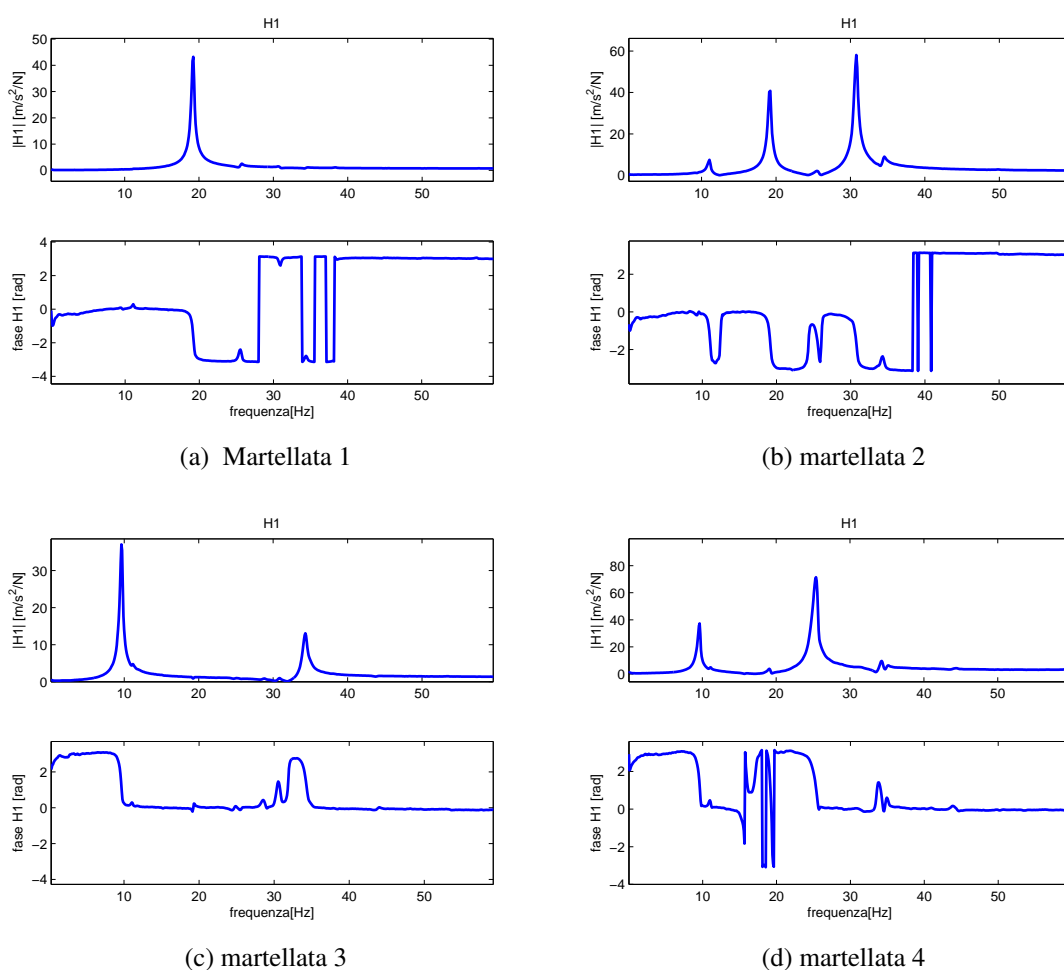 H1
|H1| [m/s²/N]
50
40
30
20
10
0
10 20 30 40 50
fase H1 [rad]
4
2
0
−2
−4
10 20 30 40 50
frequenza[Hz]
(a) Martellata 1
H1
|H1| [m/s²/N]
60
40
20
0
10 20 30 40 50
fase H1 [rad]
2
0
−2
10 20 30 40 50
frequenza[Hz]
(b) martellata 2
H1
|H1| [m/s²/N]
30
20
10
0
10 20 30 40 50
fase H1 [rad]
2
0
−2
−4
10 20 30 40 50
frequenza[Hz]
(c) martellata 3
H1
|H1| [m/s²/N]
80
60
40
20
0
10 20 30 40 50
fase H1 [rad]
2
0
−2
−4
10 20 30 40 50
frequenza[Hz]
(d) martellata 4